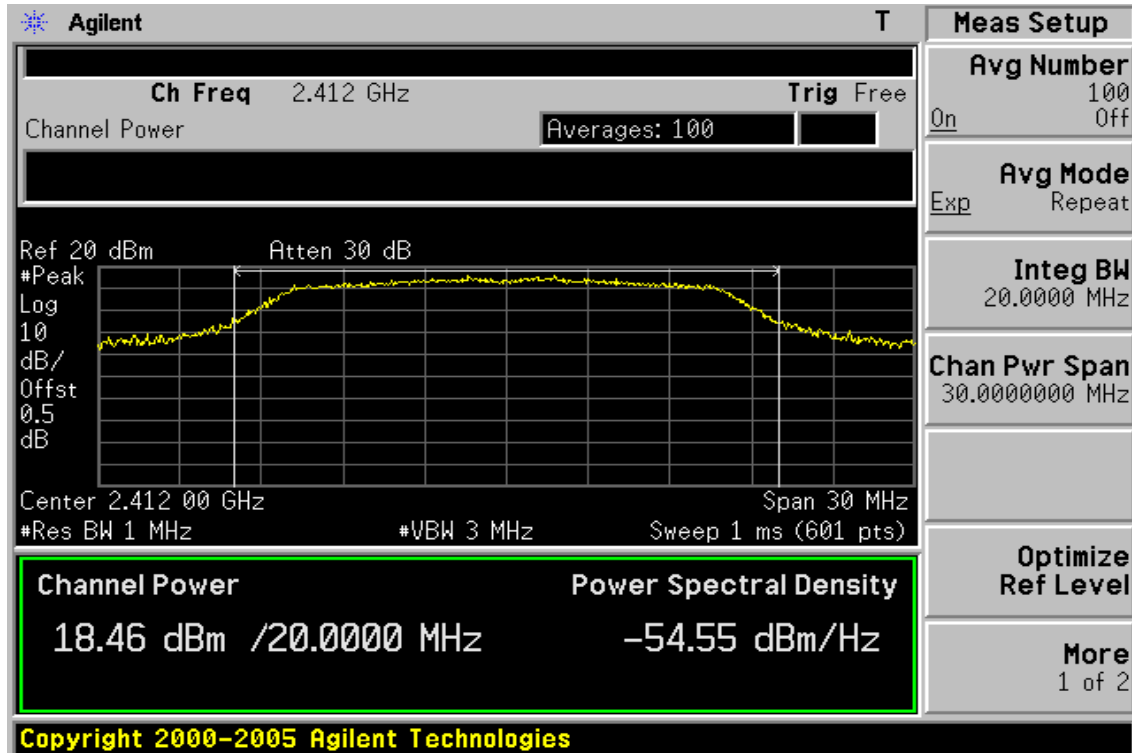 Agilent
T
Ch Freq 2.412 GHz
Trig Free
Channel Power
Averages: 100
Ref 20 dBm
Atten 30 dB
#Peak
Log
10
dB/
Offst
0.5
dB
Center 2.412 00 GHz
Span 30 MHz
#Res BW 1 MHz
#VBW 3 MHz
Sweep 1 ms (601 pts)
Channel Power
Power Spectral Density
18.46 dBm /20.0000 MHz
-54.55 dBm/Hz
Copyright 2000-2005 Agilent Technologies
Meas Setup
Avg Number
100
On Off
Avg Mode
Exp Repeat
Integ BW
20.0000 MHz
Chan Pwr Span
30.0000000 MHz
Optimize
Ref Level
More
1 of 2